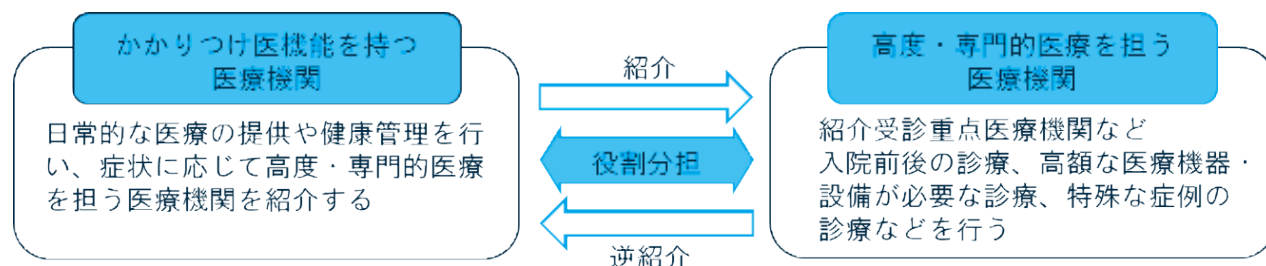 かかりつけ医機能を持つ
医療機関
日常的な医療の提供や健康管理を行
い、症状に応じて高度・専門的医療
を担う医療機関を紹介する
紹介
役割分担
逆紹介
高度・専門的医療を担う
医療機関
紹介受診重点医療機関など
入院前後の診療、高額な医療機器・
設備が必要な診療、特殊な症例の
診療などを行う